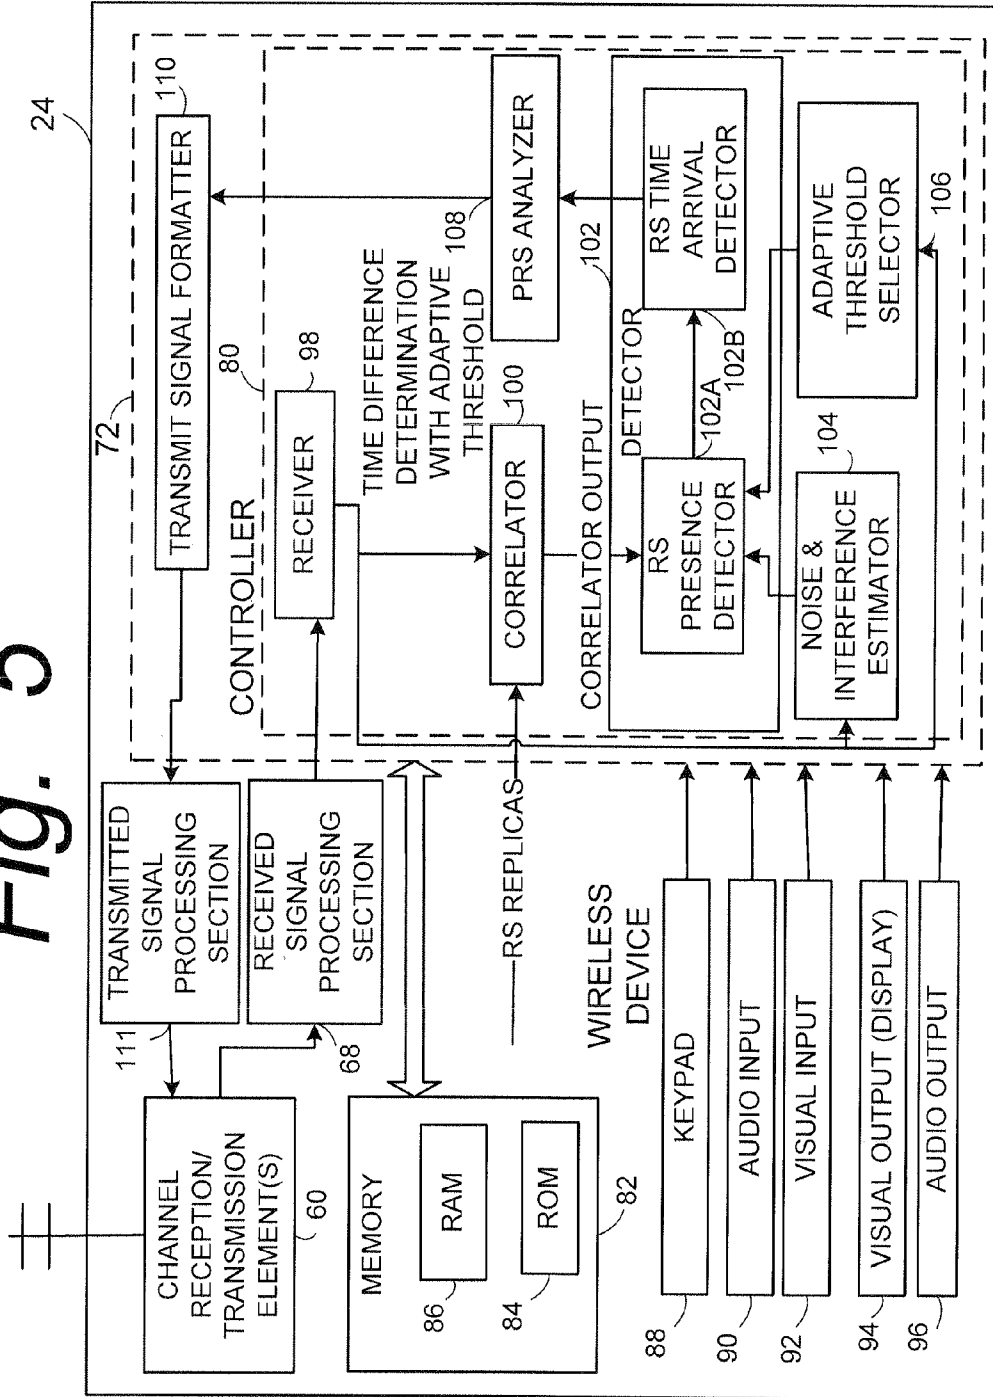 Fig. 5
24
72
110
TRANSMIT SIGNAL FORMATTER
TRANSMITTED
SIGNAL
PROCESSING
SECTION
111
CHANNEL
RECEPTION/
TRANSMISSION
ELEMENT(S)
60
RECEIVED
SIGNAL
PROCESSING
SECTION
68
CONTROLLER
80
RECEIVER
98
TIME DIFFERENCE
DETERMINATION
WITH ADAPTIVE
THRESHOLD
108
PRS ANALYZER
CORRELATOR
100
RS REPLICAS
CORRELATOR OUTPUT
DETECTOR
102
RS
PRESENCE
DETECTOR
102A
RS TIME
ARRIVAL
DETECTOR
102B
NOISE &
INTERFERENCE
ESTIMATOR
104
ADAPTIVE
THRESHOLD
SELECTOR
106
MEMORY
RAM
86
ROM
84
82
WIRELESS
DEVICE
KEYPAD
88
AUDIO INPUT
90
VISUAL INPUT
92
VISUAL OUTPUT (DISPLAY)
94
AUDIO OUTPUT
96